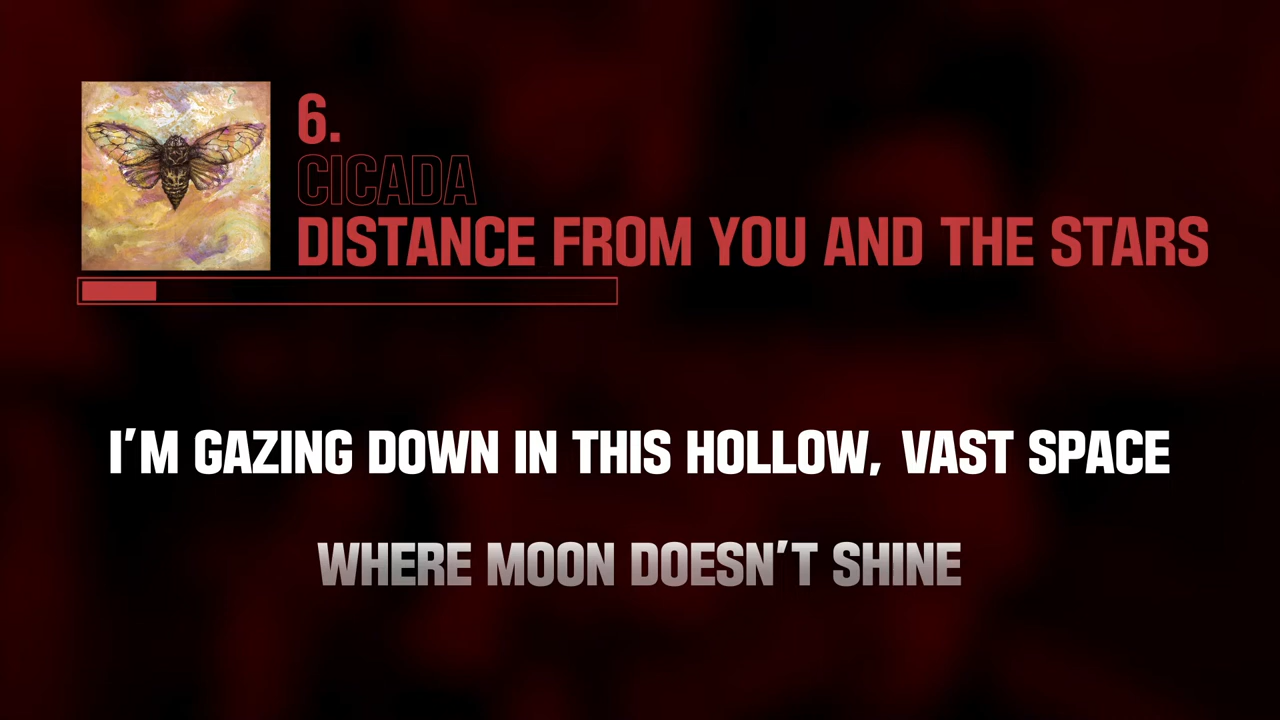 6.
CICADA
DISTANCE FROM YOU AND THE STARS
I'M GAZING DOWN IN THIS HOLLOW, VAST SPACE
WHERE MOON DOESN'T SHINE